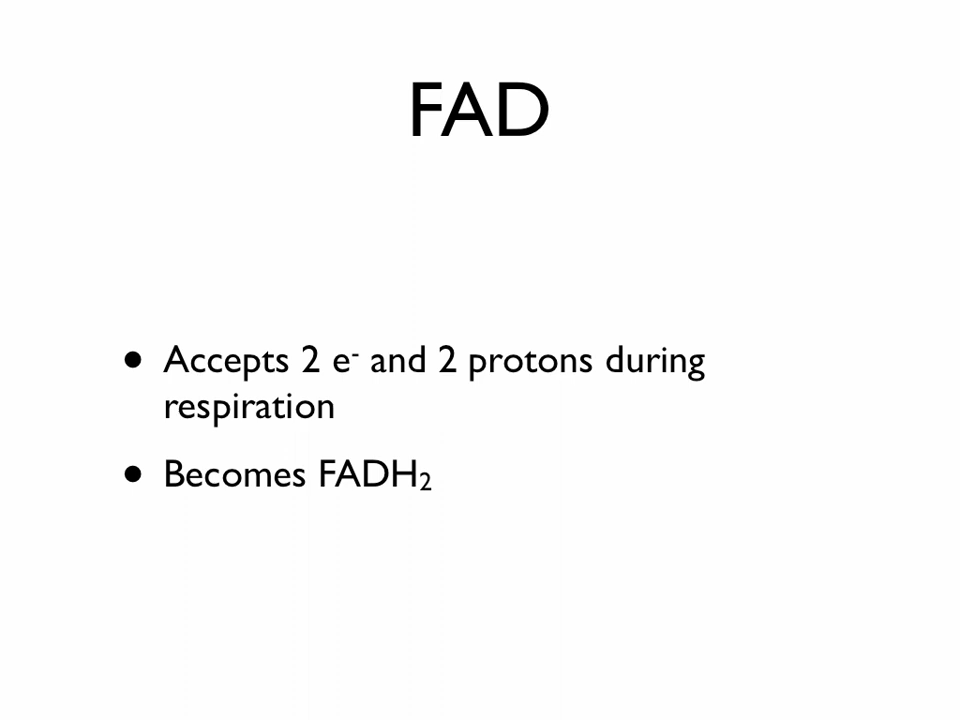 FAD
• Accepts 2 e⁻ and 2 protons during
respiration
• Becomes FADH₂